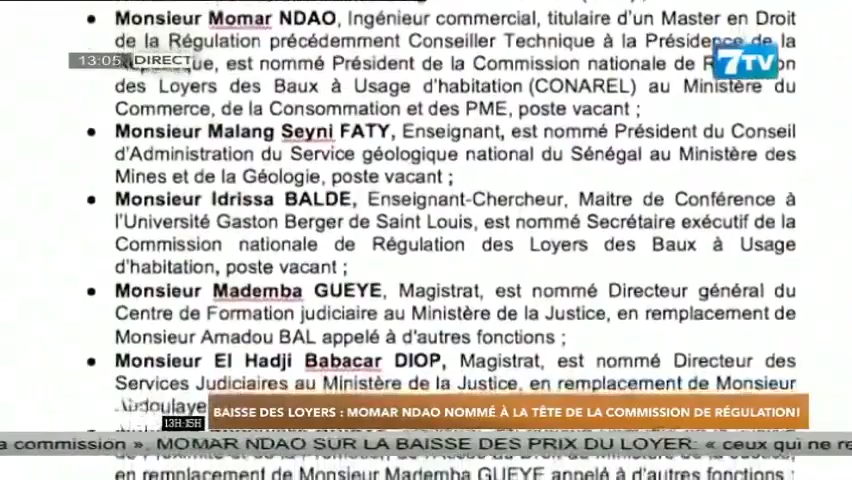 Monsieur Momar NDAO, Ingénieur commercial, titulaire d'un Master en Droit
de la Régulation précédemment Conseiller Technique à la Présidence de la
13:05 DIRECT ue, est nommé Président de la Commission nationale de R on
7TV
des Loyers des Baux à Usage d'habitation (CONAREL) au Ministère du
Commerce, de la Consommation et des PME, poste vacant ;
Monsieur Malang Seyni FATY, Enseignant, est nommé Président du Conseil
d'Administration du Service géologique national du Sénégal au Ministère des
Mines et de la Géologie, poste vacant ;
Monsieur Idrissa BALDE, Enseignant-Chercheur, Maitre de Conférence à
l'Université Gaston Berger de Saint Louis, est nommé Secrétaire exécutif de la
Commission nationale de Régulation des Loyers des Baux à Usage
d'habitation, poste vacant ;
Monsieur Mademba GUEYE, Magistrat, est nommé Directeur général du
Centre de Formation judiciaire au Ministère de la Justice, en remplacement de
Monsieur Amadou BAL appelé à d'autres fonctions ;
Monsieur El Hadji Babacar DIOP, Magistrat, est nommé Directeur des
Services Judiciaires au Ministère de la Justice, en remplacement de Monsieur
Abdoulaye
13H-15H BAISSE DES LOYERS : MOMAR NDAO NOMMÉ À LA TÊTE DE LA COMMISSION DE RÉGULATION!
a commission », MOMAR NDAO SUR LA BAISSE DES PRIX DU LOYER: « ceux qui ne re
en remplacement de Monsieur Mademba GUEYE appelé à d'autres fonctions ;